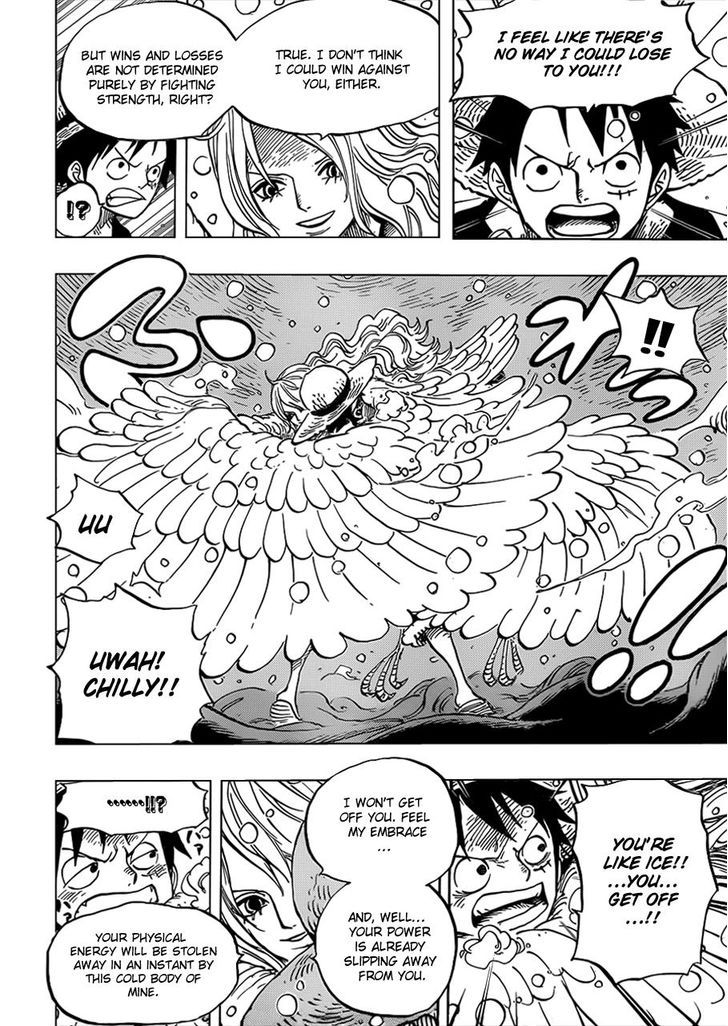 I FEEL LIKE THERE'S
NO WAY I COULD LOSE
TO YOU!!!
TRUE. I DON'T THINK
I COULD WIN AGAINST
YOU, EITHER.
BUT WINS AND LOSSES
ARE NOT DETERMINED
PURELY BY FIGHTING
STRENGTH, RIGHT?
!?
!!
UU
UWAH!
CHILLY!!
YOU'RE
LIKE ICE!!
...YOU...
GET OFF
...!!
I WON'T GET
OFF YOU. FEEL
MY EMBRACE
...
AND, WELL...
YOUR POWER
IS ALREADY
SLIPPING AWAY
FROM YOU.
......!!?
YOUR PHYSICAL
ENERGY WILL BE STOLEN
AWAY IN AN INSTANT BY
THIS COLD BODY OF
MINE.